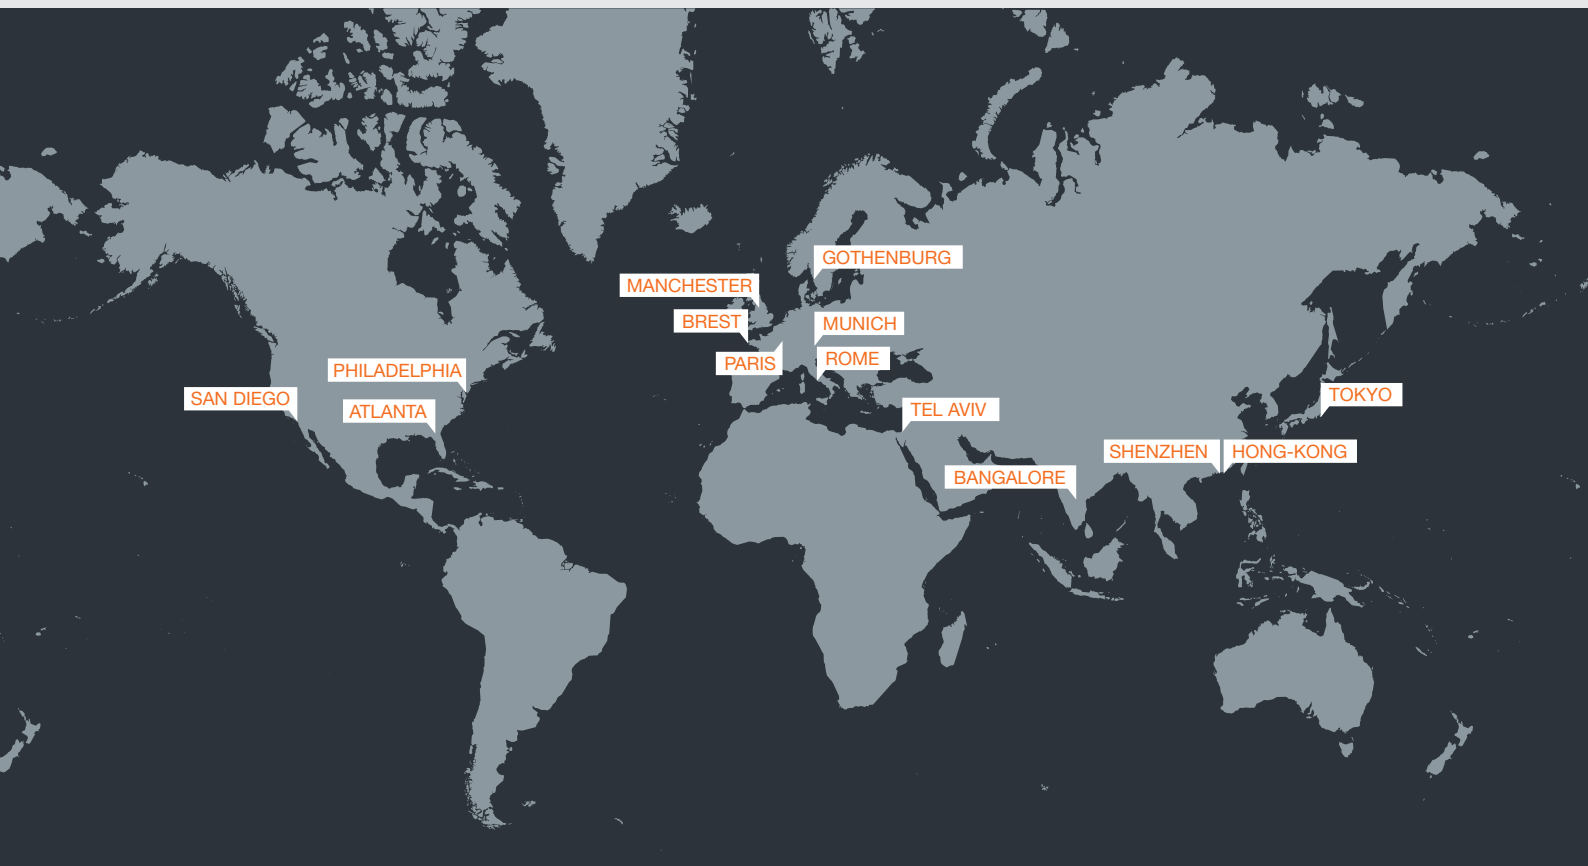 GOTHENBURG
MANCHESTER
BREST
MUNICH
PARIS
ROME
PHILADELPHIA
SAN DIEGO
ATLANTA
TOKYO
TEL AVIV
SHENZHEN
HONG-KONG
BANGALORE